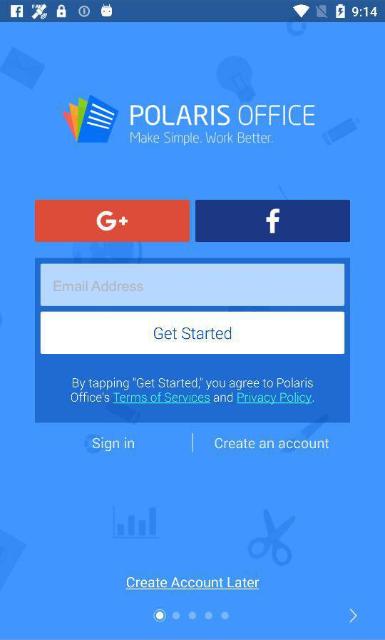 9:14
POLARIS OFFICE
Make Simple. Work Better.
G+
f
Email Address
Get Started
By tapping "Get Started," you agree to Polaris
Office's Terms of Services and Privacy Policy.
Sign in
Create an account
Create Account Later